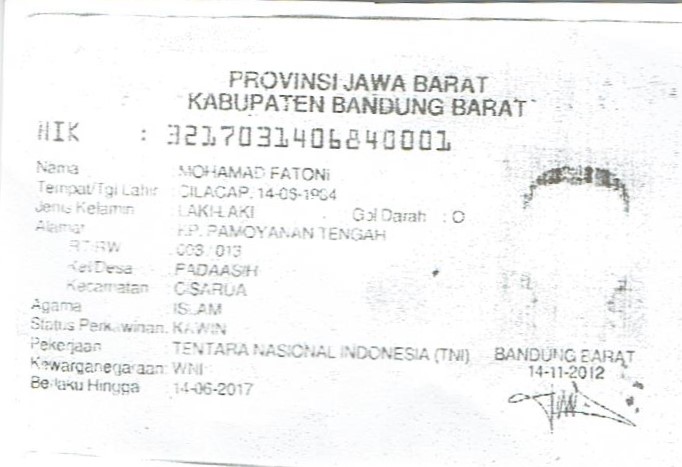 PROVINSI JAWA BARAT
KABUPATEN BANDUNG BARAT
NIK : 3217031406840001
Nama : MOHAMAD FATONI
Tempat/Tgl Lahir : CILACAP, 14-06-1984
Jenis Kelamin : LAKI-LAKI Gol Darah : O
Alamat : KP. PAMOYANAN TENGAH
RT/RW : 013
Kel/Desa : PADAASIH
Kecamatan : CISARUA
Agama : ISLAM
Status Perkawinan: KAWIN
Pekerjaan : TENTARA NASIONAL INDONESIA (TNI)
Kewarganegaraan: WNI
Berlaku Hingga : 14-06-2017
BANDUNG BARAT
14-11-2012